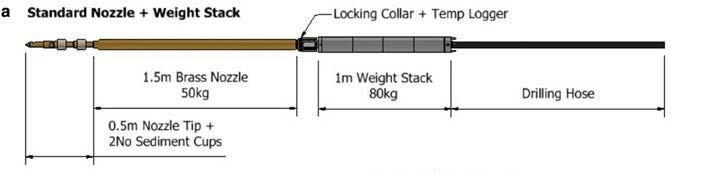 a Standard Nozzle + Weight Stack
Locking Collar + Temp Logger
1.5m Brass Nozzle
50kg
1m Weight Stack
80kg
Drilling Hose
0.5m Nozzle Tip +
2No Sediment Cups